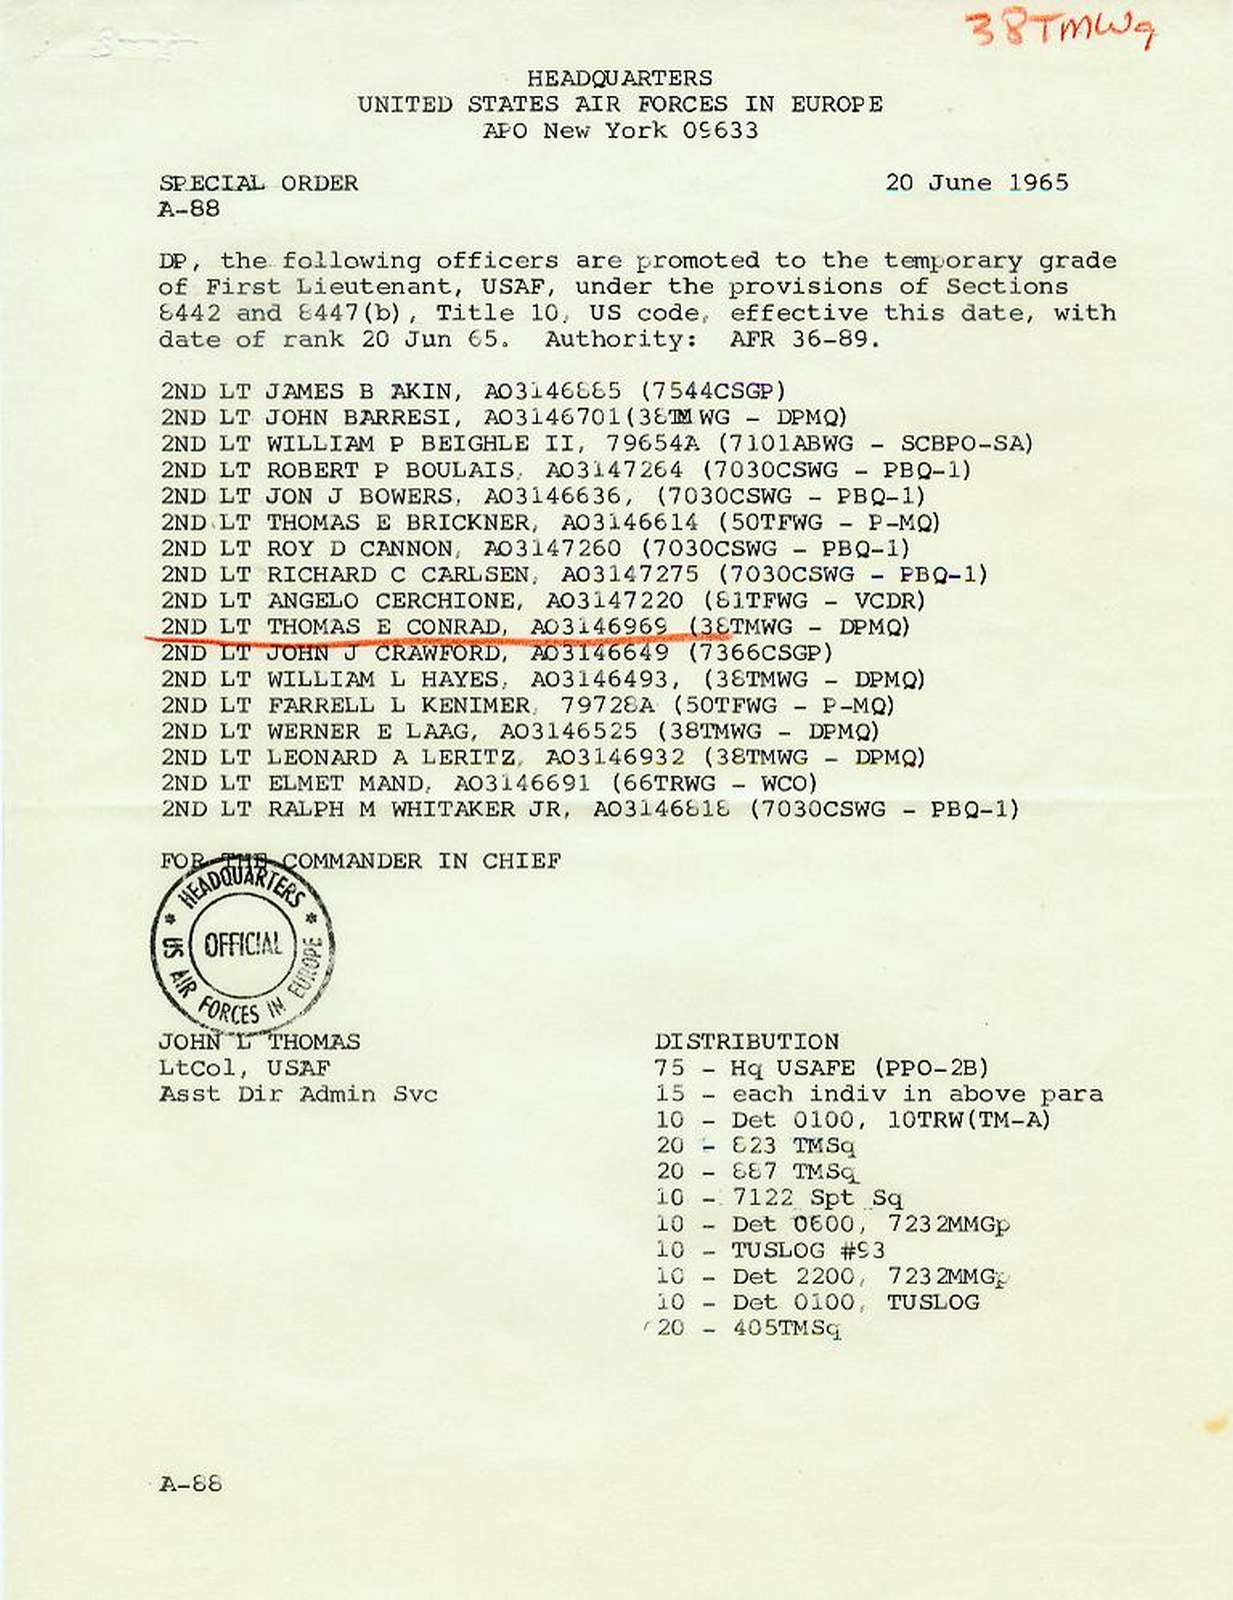 38TMWg
HEADQUARTERS
UNITED STATES AIR FORCES IN EUROPE
APO New York 09633
SPECIAL ORDER 20 June 1965
A-88
DP, the following officers are promoted to the temporary grade
of First Lieutenant, USAF, under the provisions of Sections
8442 and 8447(b), Title 10, US code, effective this date, with
date of rank 20 Jun 65. Authority: AFR 36-89.
2ND LT JAMES B AKIN, AO3146885 (7544CSGP)
2ND LT JOHN BARRESI, AO3146701(38TMWG - DPMQ)
2ND LT WILLIAM P BEIGHLE II, 79654A (7101ABWG - SCBPO-SA)
2ND LT ROBERT P BOULAIS, AO3147264 (7030CSWG - PBQ-1)
2ND LT JON J BOWERS, AO3146636, (7030CSWG - PBQ-1)
2ND LT THOMAS E BRICKNER, AO3146614 (50TFWG - P-MQ)
2ND LT ROY D CANNON, AO3147260 (7030CSWG - PBQ-1)
2ND LT RICHARD C CARLSEN, AO3147275 (7030CSWG - PBQ-1)
2ND LT ANGELO CERCHIONE, AO3147220 (81TFWG - VCDR)
2ND LT THOMAS E CONRAD, AO3146969 (38TMWG - DPMQ)
2ND LT JOHN J CRAWFORD, AO3146649 (7366CSGP)
2ND LT WILLIAM L HAYES, AO3146493, (38TMWG - DPMQ)
2ND LT FARRELL L KENIMER, 79728A (50TFWG - P-MQ)
2ND LT WERNER E LAAG, AO3146525 (38TMWG - DPMQ)
2ND LT LEONARD A LERITZ, AO3146932 (38TMWG - DPMQ)
2ND LT ELMET MAND, AO3146691 (66TRWG - WCO)
2ND LT RALPH M WHITAKER JR, AO3146818 (7030CSWG - PBQ-1)
FOR THE COMMANDER IN CHIEF
HEADQUARTERS
* OFFICIAL *
US AIR FORCES IN EUROPE
JOHN L THOMAS
LtCol, USAF
Asst Dir Admin Svc
DISTRIBUTION
75 - Hq USAFE (PPO-2B)
15 - each indiv in above para
10 - Det 0100, 10TRW(TM-A)
20 - 823 TMSq
20 - 887 TMSq
10 - 7122 Spt Sq
10 - Det 0600, 7232MMGp
10 - TUSLOG #93
10 - Det 2200, 7232MMGp
10 - Det 0100, TUSLOG
20 - 405TMSq
A-88